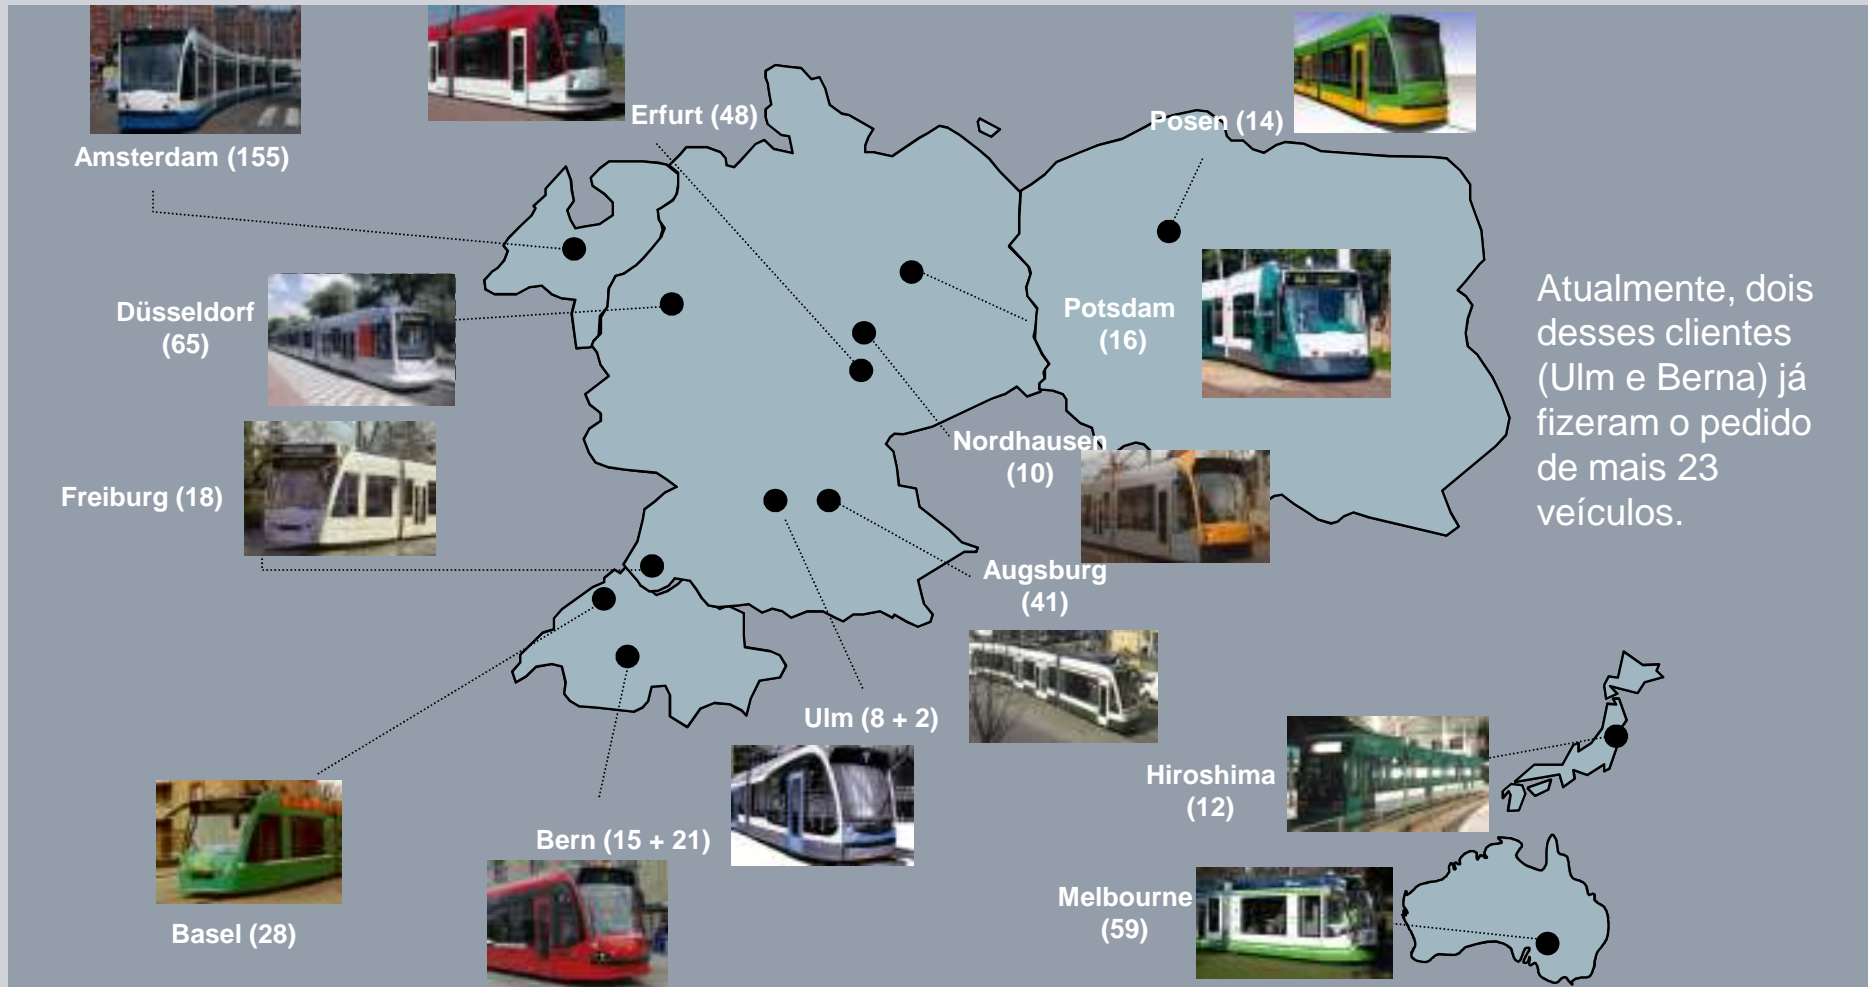 Erfurt (48)
Posen (14)
Amsterdam (155)
Düsseldorf
(65)
Potsdam
(16)
Atualmente, dois
desses clientes
(Ulm e Berna) já
fizeram o pedido
de mais 23
veículos.
Nordhausen
(10)
Freiburg (18)
Augsburg
(41)
Ulm (8 + 2)
Hiroshima
(12)
Bern (15 + 21)
Melbourne
(59)
Basel (28)